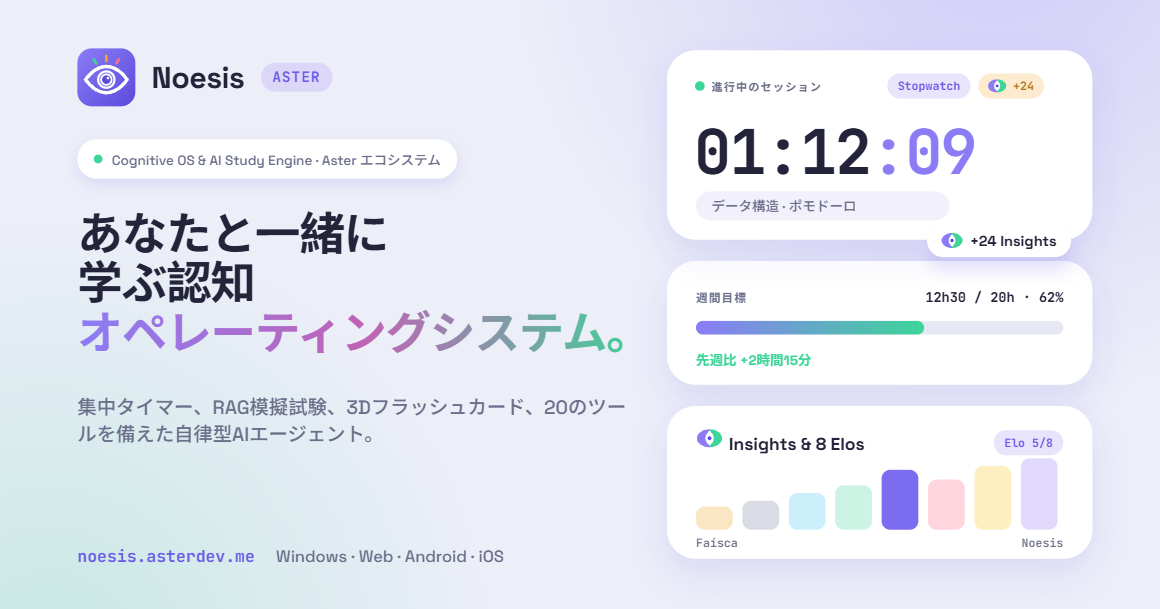 Noesis
ASTER
Cognitive OS & AI Study Engine · Aster エコシステム
あなたと一緒に
学ぶ認知
オペレーティングシステム。
集中タイマー、RAG模擬試験、3Dフラッシュカード、20のツー
ルを備えた自律型AIエージェント。
noesis.asterdev.me
Windows · Web · Android · iOS
進行中のセッション
Stopwatch
+24
01:12:09
データ構造 · ポモドーロ
+24 Insights
週間目標
12h30 / 20h · 62%
先週比 +2時間15分
Insights & 8 Elos
Elo 5/8
Faísca
Noesis